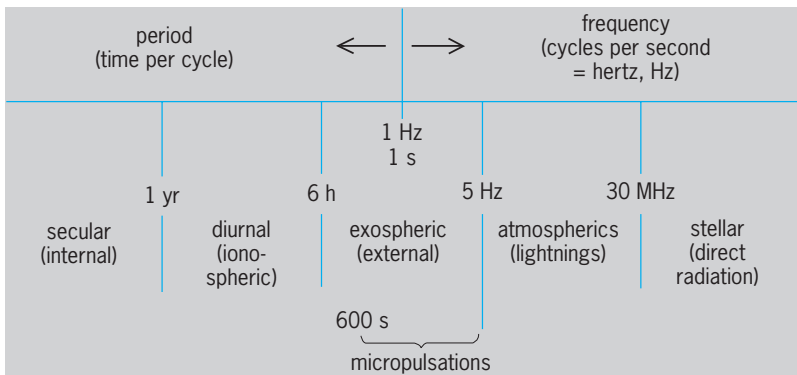 period
(time per cycle)
frequency
(cycles per second
= hertz, Hz)
1 Hz
1 s
1 yr
6 h
5 Hz
30 MHz
secular
(internal)
diurnal
(iono-
spheric)
exospheric
(external)
atmospherics
(lightnings)
stellar
(direct
radiation)
600 s
micropulsations